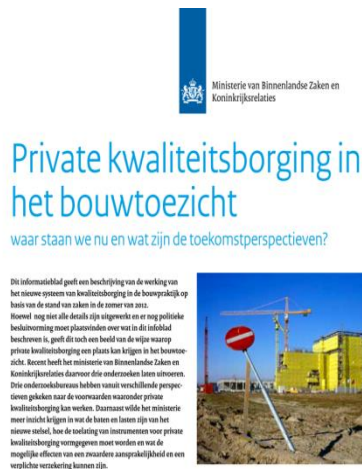 Ministerie van Binnenlandse Zaken en
Koninkrijksrelaties
Private kwaliteitsborging in
het bouwtoezicht
waar staan we nu en wat zijn de toekomstperspectieven?
Dit informatieblad geeft een beschrijving van de werking van
het nieuwe systeem van kwaliteitsborging in de bouwpraktijk op
basis van de stand van zaken in de zomer van 2012.
Hoewel nog niet alle details zijn uitgewerkt en er nog politieke
besluitvorming moet plaatsvinden over wat in dit infoblad
beschreven is, geeft dit toch een beeld van de wijze waarop
private kwaliteitsborging een plaats kan krijgen in het bouwtoe-
zicht. Recent heeft het ministerie van Binnenlandse Zaken en
Koninkrijksrelaties daarvoor drie onderzoeken laten uitvoeren.
Drie onderzoeksbureaus hebben vanuit verschillende perspec-
tieven gekeken naar de voorwaarden waaronder private
kwaliteitsborging kan werken. Daarnaast wilde het ministerie
meer inzicht krijgen in wat de baten en lasten zijn van het
nieuwe stelsel, hoe de toelating van instrumenten voor private
kwaliteitsborging vormgegeven moet worden en wat de
mogelijke effecten van een zwaardere aansprakelijkheid en een
verplichte verzekering kunnen zijn.